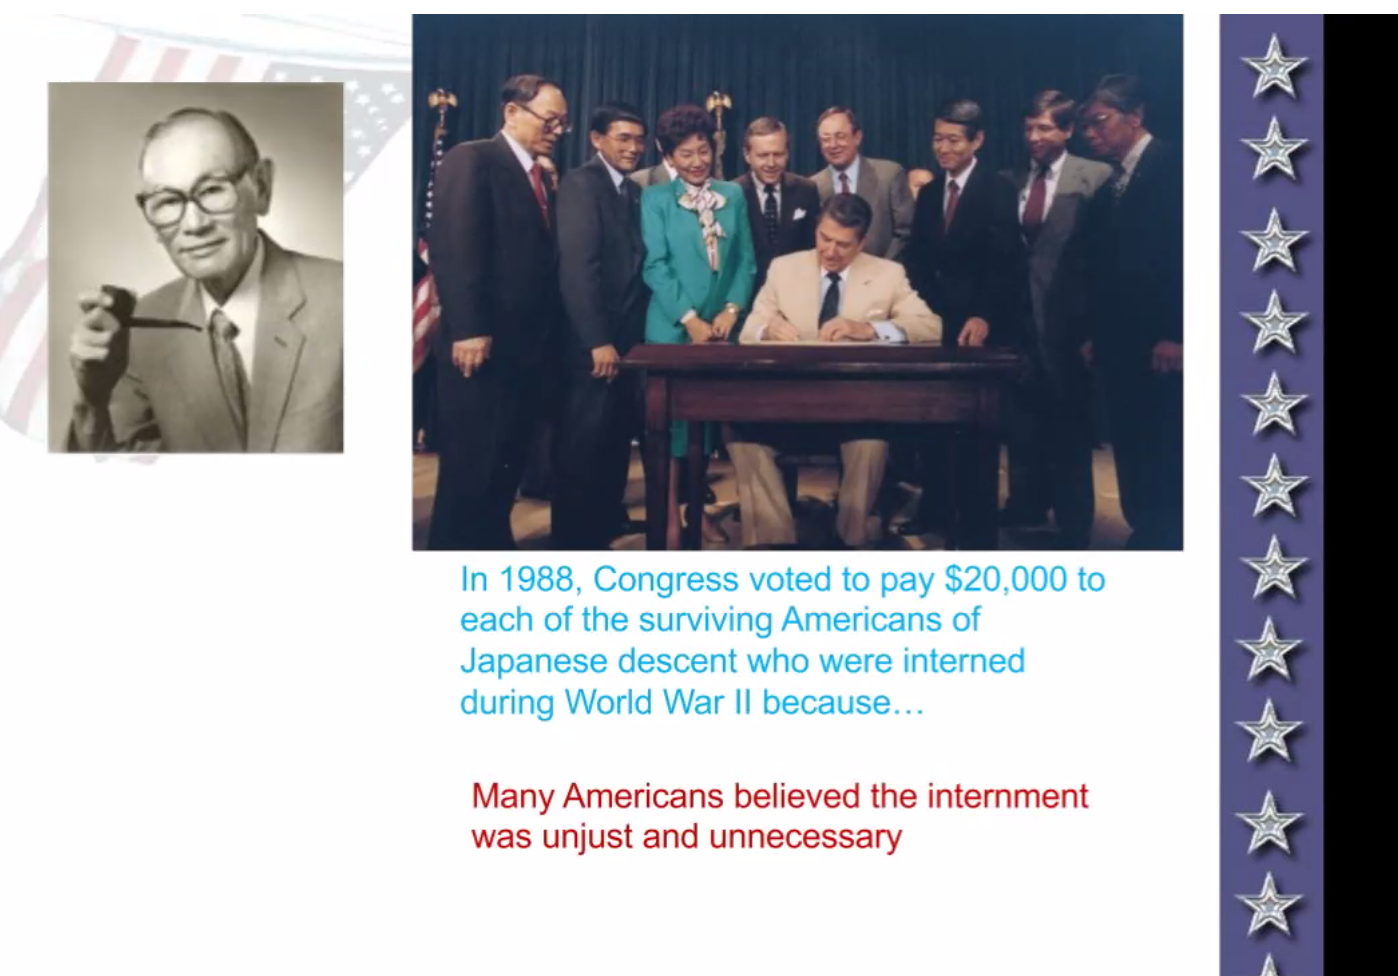 In 1988, Congress voted to pay $20,000 to
each of the surviving Americans of
Japanese descent who were interned
during World War II because…
Many Americans believed the internment
was unjust and unnecessary